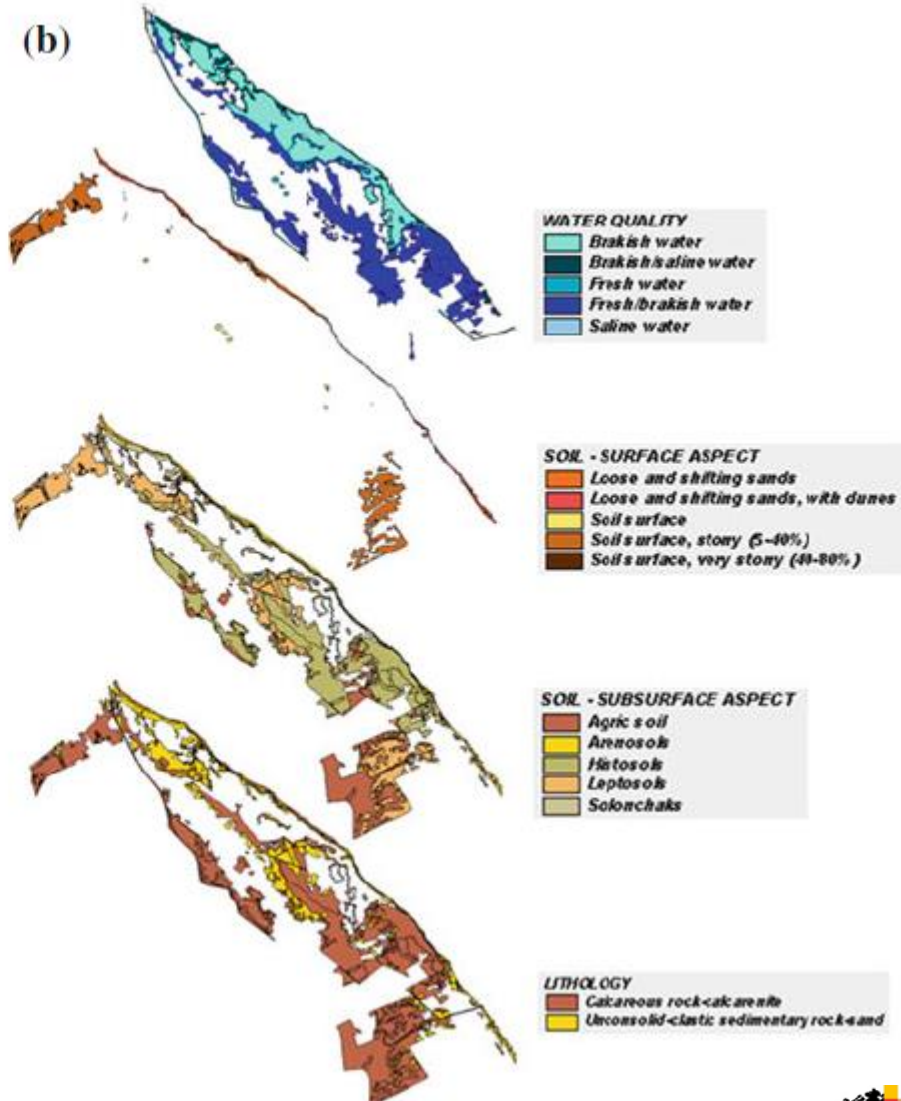 (b)
WATER QUALITY
Brakish water
Brakish/saline water
Fresh water
Fresh/brakish water
Saline water
SOIL - SURFACE ASPECT
Loose and shifting sands
Loose and shifting sands, with dunes
Soil surface
Soil surface, stony (5-40%)
Soil surface, very stony (40-80%)
SOIL - SUBSURFACE ASPECT
Agric soil
Arenosols
Histosols
Leptosols
Solonchaks
LITHOLOGY
Calcareous rock-calcarenite
Unconsolid-clastic sedimentary rock-sand